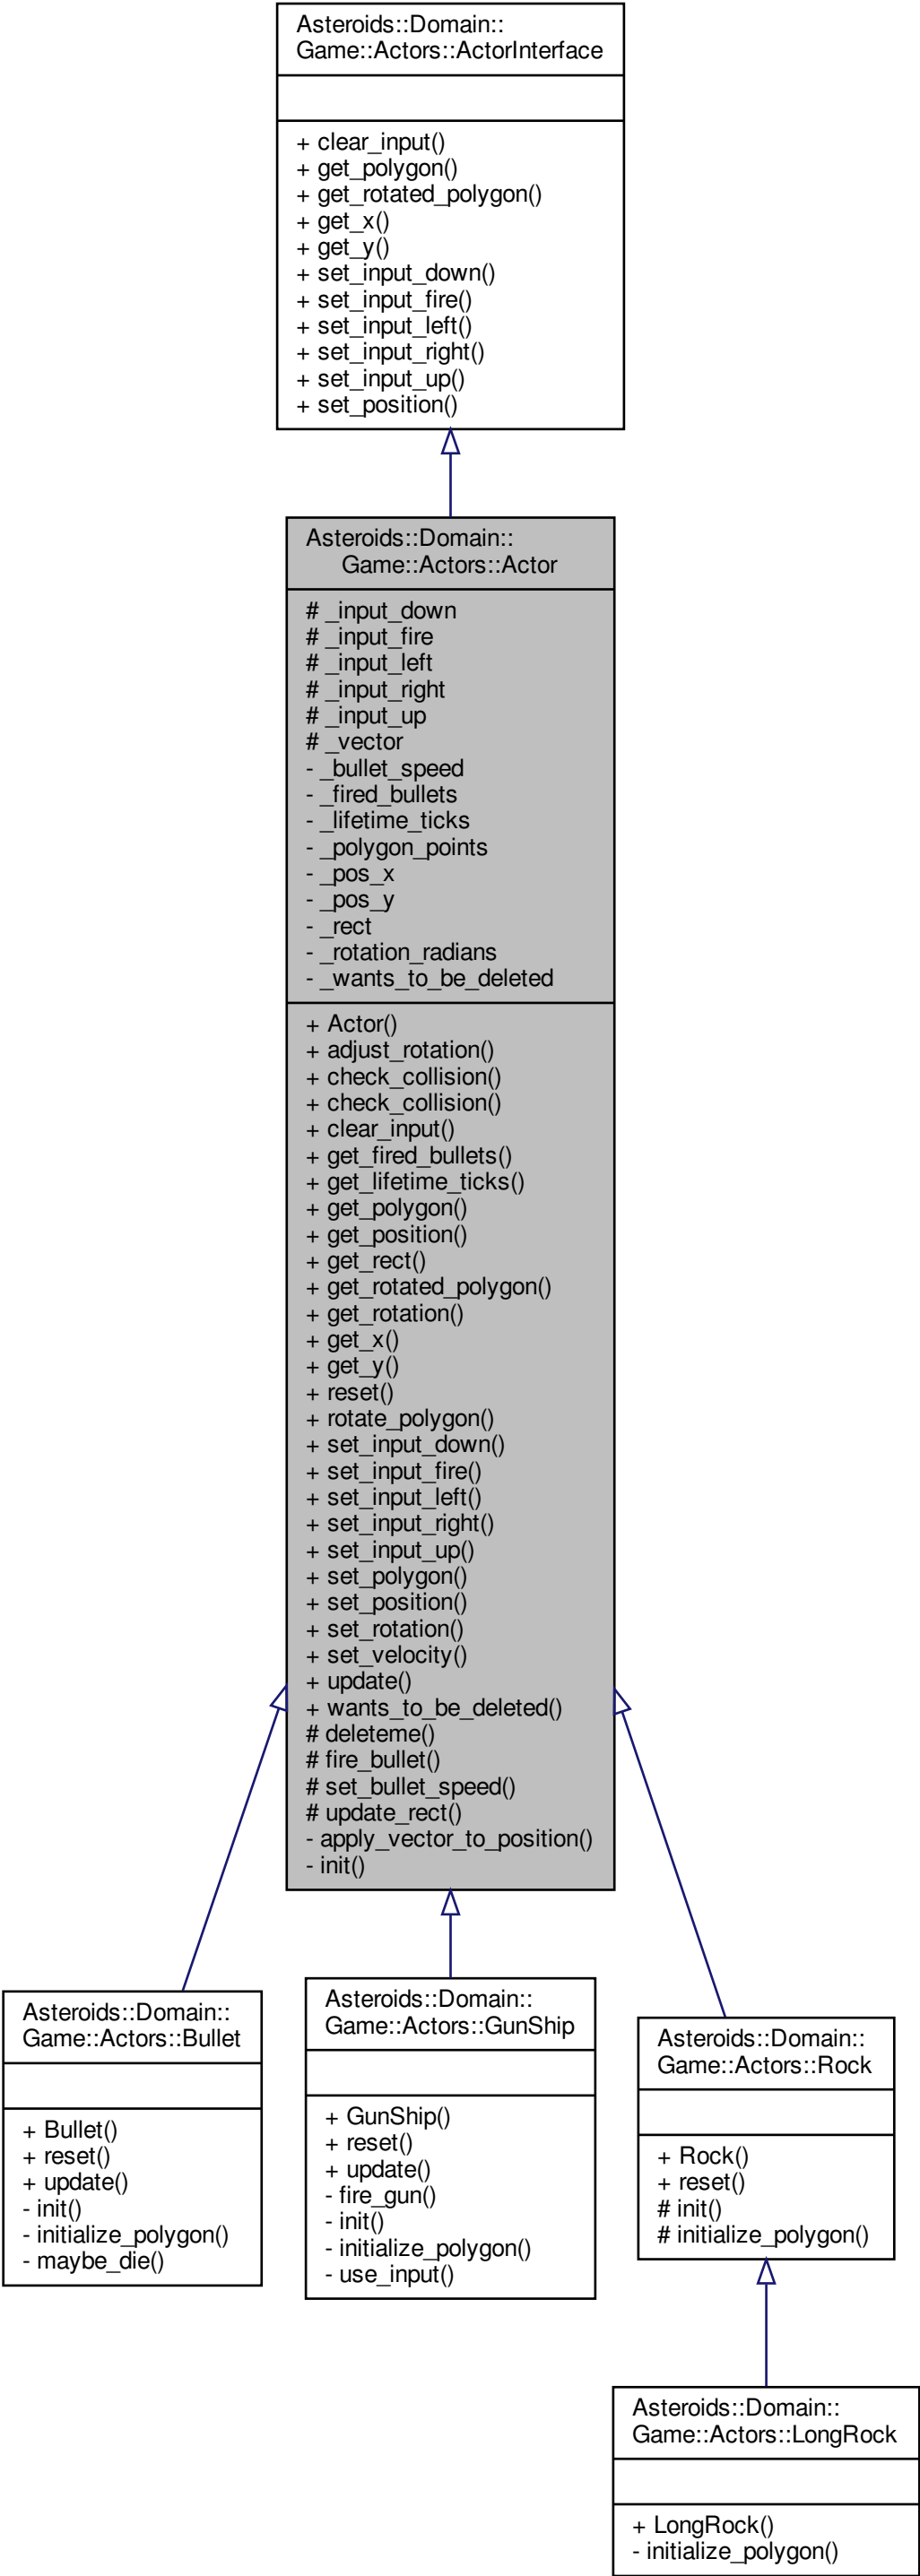 Asteroids::Domain::
Game::Actors::ActorInterface
+ clear_input()
+ get_polygon()
+ get_rotated_polygon()
+ get_x()
+ get_y()
+ set_input_down()
+ set_input_fire()
+ set_input_left()
+ set_input_right()
+ set_input_up()
+ set_position()
Asteroids::Domain::
Game::Actors::Actor
# _input_down
# _input_fire
# _input_left
# _input_right
# _input_up
# _vector
- _bullet_speed
- _fired_bullets
- _lifetime_ticks
- _polygon_points
- _pos_x
- _pos_y
- _rect
- _rotation_radians
- _wants_to_be_deleted
+ Actor()
+ adjust_rotation()
+ check_collision()
+ check_collision()
+ clear_input()
+ get_fired_bullets()
+ get_lifetime_ticks()
+ get_polygon()
+ get_position()
+ get_rect()
+ get_rotated_polygon()
+ get_rotation()
+ get_x()
+ get_y()
+ reset()
+ rotate_polygon()
+ set_input_down()
+ set_input_fire()
+ set_input_left()
+ set_input_right()
+ set_input_up()
+ set_polygon()
+ set_position()
+ set_rotation()
+ set_velocity()
+ update()
+ wants_to_be_deleted()
# deleteme()
# fire_bullet()
# set_bullet_speed()
# update_rect()
- apply_vector_to_position()
- init()
Asteroids::Domain::
Game::Actors::Bullet
+ Bullet()
+ reset()
+ update()
- init()
- initialize_polygon()
- maybe_die()
Asteroids::Domain::
Game::Actors::GunShip
+ GunShip()
+ reset()
+ update()
- fire_gun()
- init()
- initialize_polygon()
- use_input()
Asteroids::Domain::
Game::Actors::Rock
+ Rock()
+ reset()
# init()
# initialize_polygon()
Asteroids::Domain::
Game::Actors::LongRock
+ LongRock()
- initialize_polygon()